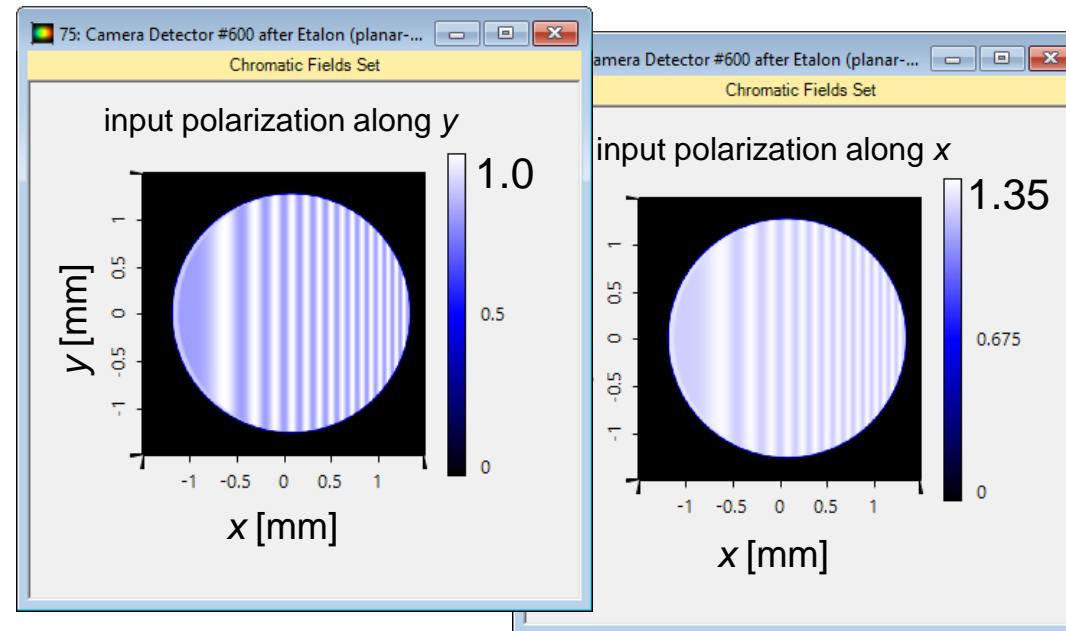 75: Camera Detector #600 after Etalon (planar-...
Chromatic Fields Set
input polarization along y
1.0
0.5
0
y [mm]
1
0.5
0
-0.5
-1
-1 -0.5 0 0.5 1
x [mm]
amera Detector #600 after Etalon (planar-...
Chromatic Fields Set
input polarization along x
1.35
0.675
0
1
0.5
0
-0.5
-1
-1 -0.5 0 0.5 1
x [mm]